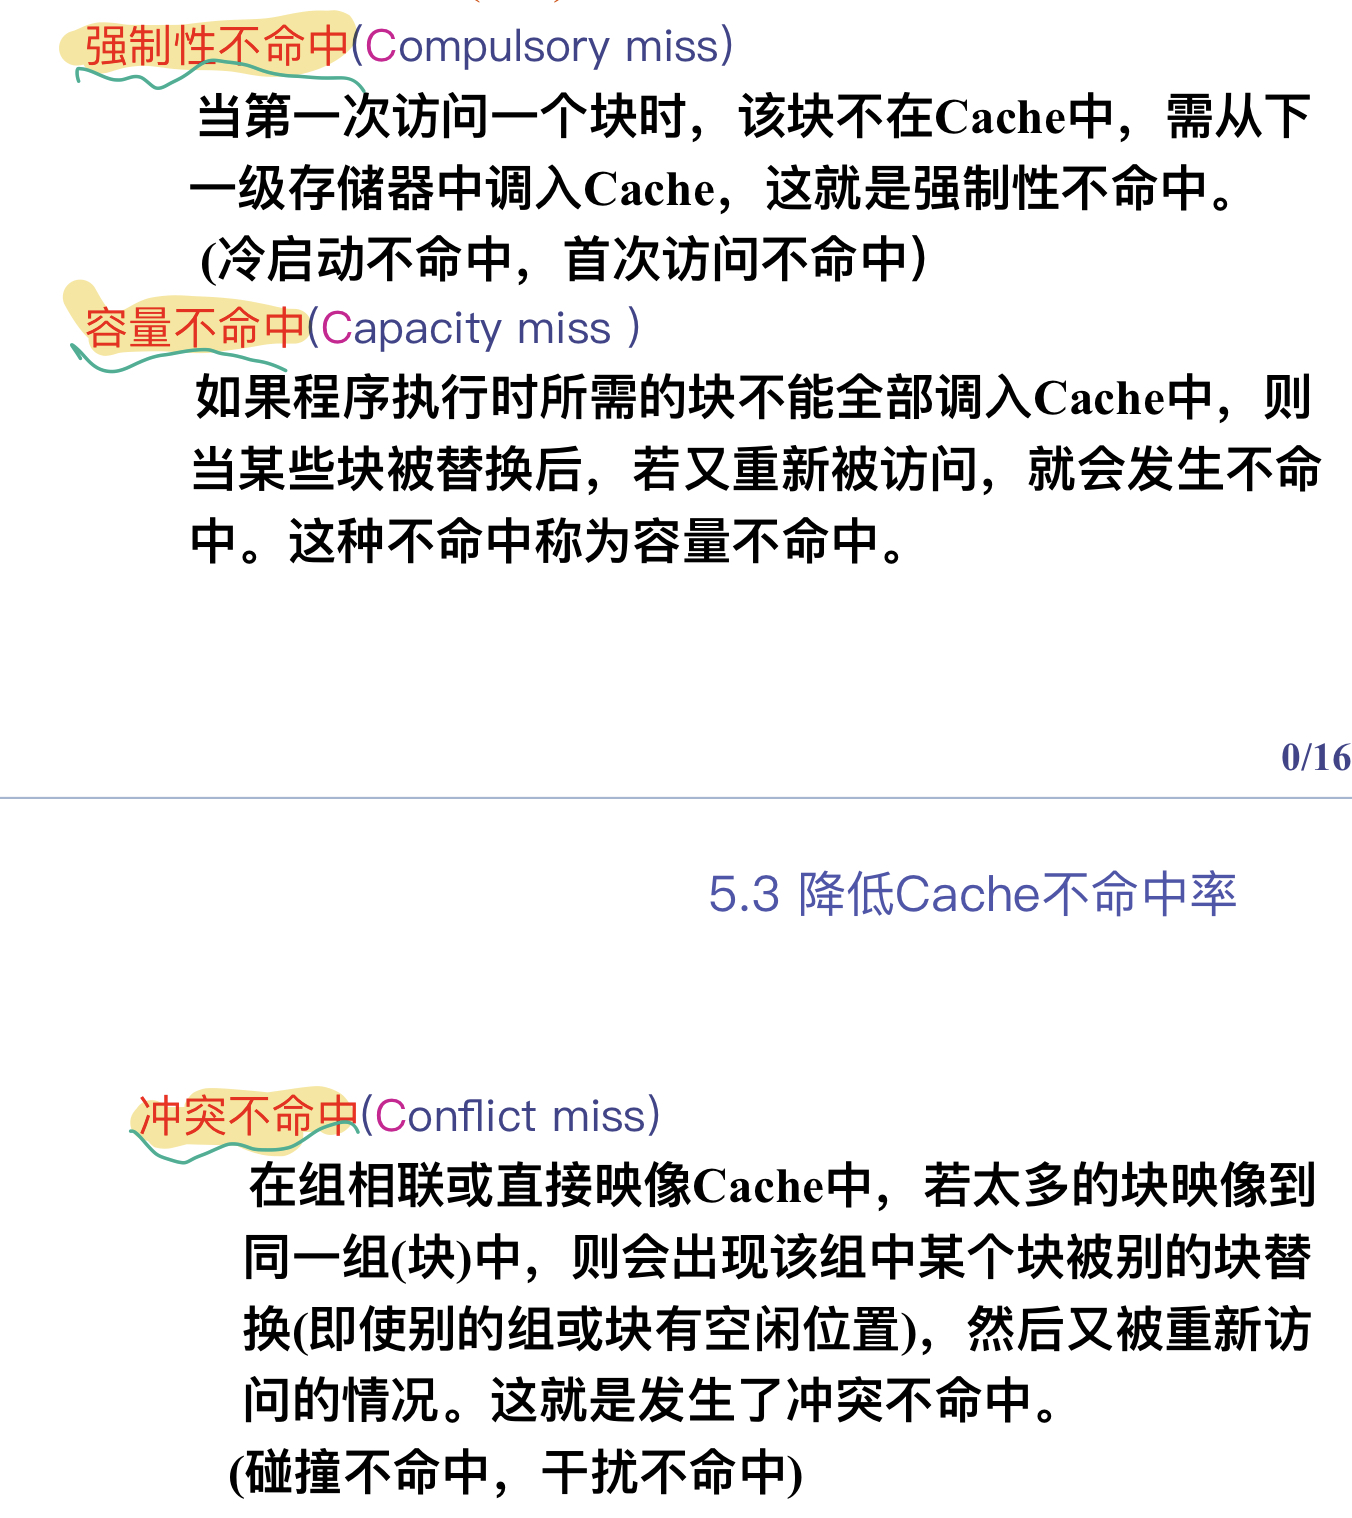 强制性不命中(Compulsory miss)
当第一次访问一个块时，该块不在Cache中，需从下
一级存储器中调入Cache，这就是强制性不命中。
(冷启动不命中，首次访问不命中)
容量不命中(Capacity miss )
如果程序执行时所需的块不能全部调入Cache中，则
当某些块被替换后，若又重新被访问，就会发生不命
中。这种不命中称为容量不命中。
0/16
5.3 降低Cache不命中率
冲突不命中(Conflict miss)
在组相联或直接映像Cache中，若太多的块映像到
同一组(块)中，则会出现该组中某个块被别的块替
换(即使别的组或块有空闲位置)，然后又被重新访
问的情况。这就是发生了冲突不命中。
(碰撞不命中，干扰不命中)